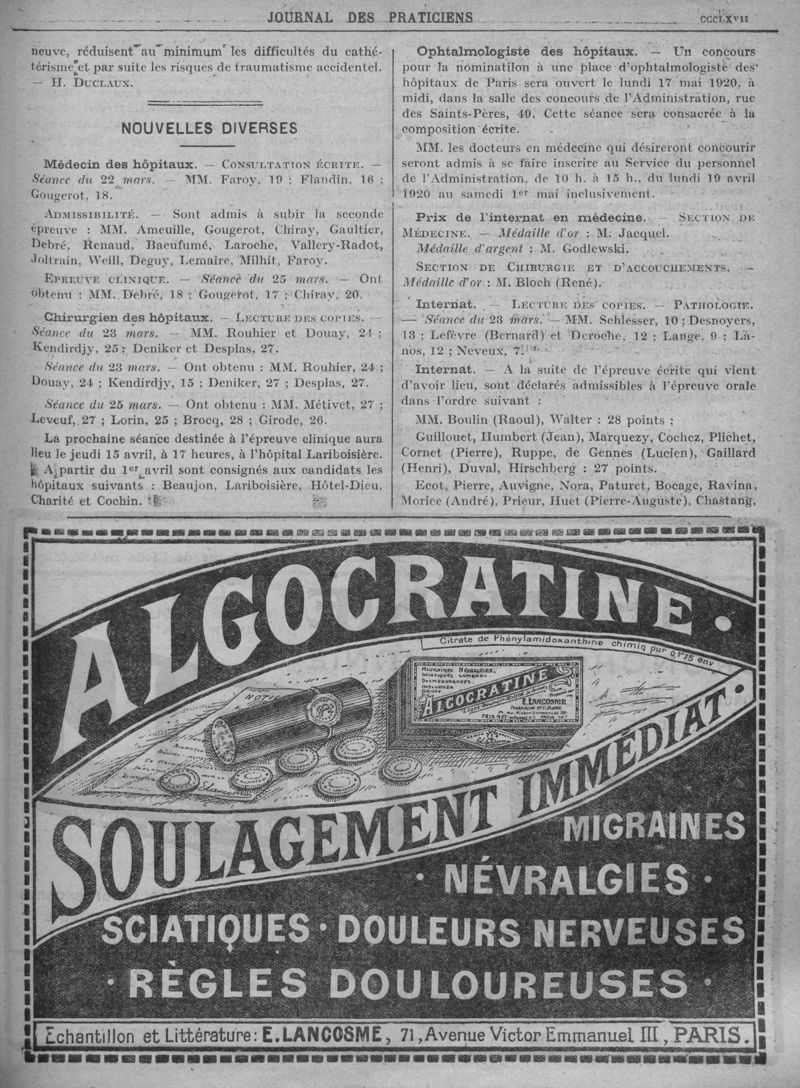 JOURNAL DES PRATICIENS
CCCLXVII
neuve, réduisent au minimum les difficultés du cathé-
térisme et par suite les risques de traumatisme accidentel.
— H. DUCLAUX.
NOUVELLES DIVERSES
Médecin des hôpitaux. — CONSULTATION ÉCRITE. —
Séance du 22 mars. — MM. Faroy, 19 ; Flandin, 16 ;
Gougerot, 18.
ADMISSIBILITÉ. — Sont admis à subir la seconde
épreuve : MM. Ameuille, Gougerot, Chiray, Gaultier,
Debré, Renaud, Baeufumé, Laroche, Vallery-Radot,
Joltrain, Weill, Deguy, Lemaire, Milhit, Faroy.
EPREUVE CLINIQUE. — Séance du 25 mars. — Ont
obtenu : MM. Debré, 18 ; Gougerot, 17 ; Chiray, 20.
Chirurgien des hôpitaux. — LECTURE DES COPIES. —
Séance du 23 mars. — MM. Rouhier et Douay, 24 ;
Kendirdjy, 25 ; Deniker et Desplas, 27.
Séance du 23 mars. — Ont obtenu : MM. Rouhier, 24 ;
Douay, 24 ; Kendirdjy, 15 ; Deniker, 27 ; Desplas, 27.
Séance du 25 mars. — Ont obtenu : MM. Métivet, 27 ;
Leveuf, 27 ; Lorin, 25 ; Brocq, 28 ; Girode, 26.
La prochaine séance destinée à l'épreuve clinique aura
lieu le jeudi 15 avril, à 17 heures, à l'hôpital Lariboisière.
A partir du 1er avril sont consignés aux candidats les
hôpitaux suivants : Beaujon, Lariboisière, Hôtel-Dieu,
Charité et Cochin.
Ophtalmologiste des hôpitaux. — Un concours
pour la nominatilon à une place d'ophtalmologiste des
hôpitaux de Paris sera ouvert le lundi 17 mai 1920, à
midi, dans la salle des concours de l'Administration, rue
des Saints-Pères, 49. Cette séance sera consacrée à la
composition écrite.
MM. les docteurs en médecine qui désireront concourir
seront admis à se faire inscrire au Service du personnel
de l'Administration, de 10 h. à 15 h., du lundi 19 avril
1920 au samedi 1er mai inclusivement.
Prix de l'internat en médecine. — SECTION DE
MÉDECINE. — Médaille d'or : M. Jacquel.
Médaille d'argent : M. Godlewski.
SECTION DE CHIRURGIE ET D'ACCOUCHEMENTS. —
Médaille d'or : M. Bloch (René).
Internat. — LECTURE DES COPIES. — PATHOLOGIE.
— Séance du 23 mars. — MM. Schlesser, 10 ; Desnoyers,
13 ; Lefèvre (Bernard) et Deroche, 12 ; Lange, 9 ; La-
nos, 12 ; Neveux, 7.
Internat. — A la suite de l'épreuve écrite qui vient
d'avoir lieu, sont déclarés admissibles à l'épreuve orale
dans l'ordre suivant :
MM. Boulin (Raoul), Walter : 28 points ;
Guillouet, Humbert (Jean), Marquezy, Cochez, Plichet,
Cornet (Pierre), Ruppe, de Gennes (Lucien), Gaillard
(Henri), Duval, Hirschberg : 27 points.
Ecot, Pierre, Auvigne, Nora, Paturet, Bocage, Ravina,
Morice (André), Prieur, Huet (Pierre-Auguste), Chastang,
ALGOCRATINE
Citrate de Phénylamidoxanthine chimiq pur 0,gr75 env
NOTICE
MIGRAINES NÉVRALGIES,
SCIATIQUES LUMBAGO
DYSMÉNORRHÉES,
INFLUENZA
GRIPPE
ALGOCRATINE
E. LANCOSME
SOULAGEMENT IMMÉDIAT
MIGRAINES
· NÉVRALGIES ·
SCIATIQUES · DOULEURS NERVEUSES
· RÈGLES DOULOUREUSES ·
Echantillon et Littérature : E. LANCOSME, 71, Avenue Victor Emmanuel III, PARIS.